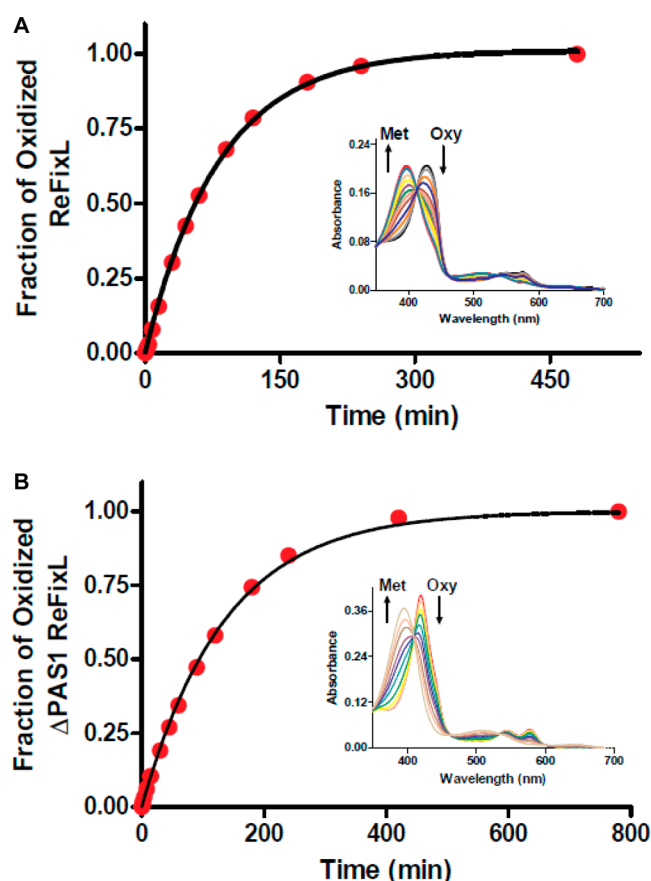 A
1.00
0.75
0.50
0.25
0.00
Fraction of Oxidized
ReFixL
0 150 300 450
Time (min)
Met Oxy
0.24
0.16
0.08
0.00
Absorbance
400 500 600 700
Wavelength (nm)
B
1.00
0.75
0.50
0.25
0.00
Fraction of Oxidized
ΔPAS1 ReFixL
0 200 400 600 800
Time (min)
Met Oxy
0.36
0.24
0.12
0.00
Absorbance
400 500 600 700
Wavelength (nm)